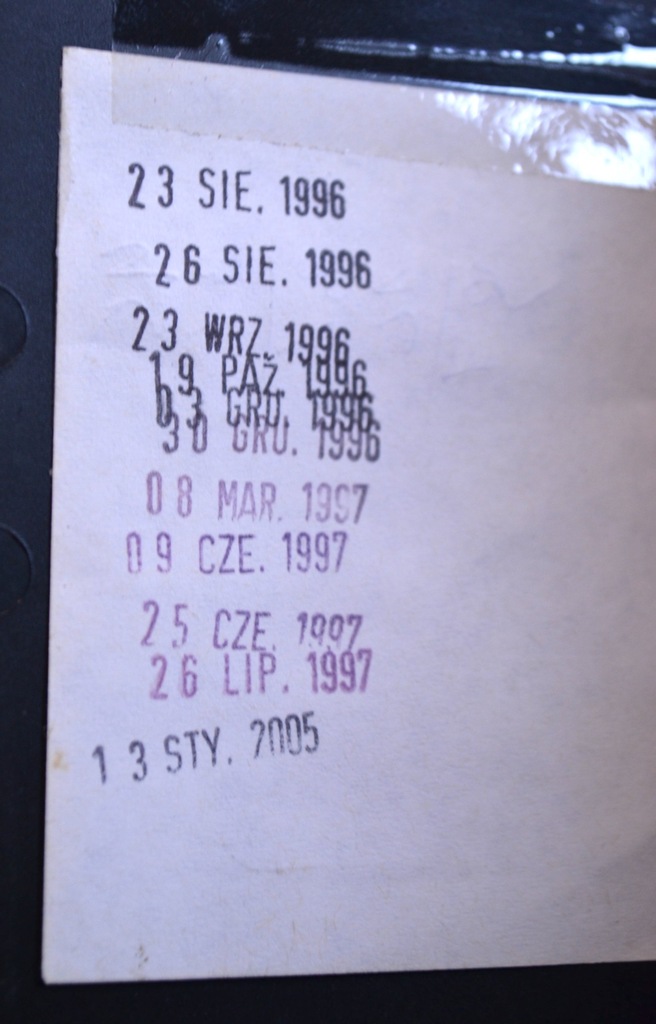 23 SIE. 1996
26 SIE. 1996
23 WRZ. 1996
19 PAŹ. 1996
03 GRU. 1996
30 GRU. 1996
08 MAR. 1997
09 CZE. 1997
25 CZE. 1997
26 LIP. 1997
13 STY. 2005